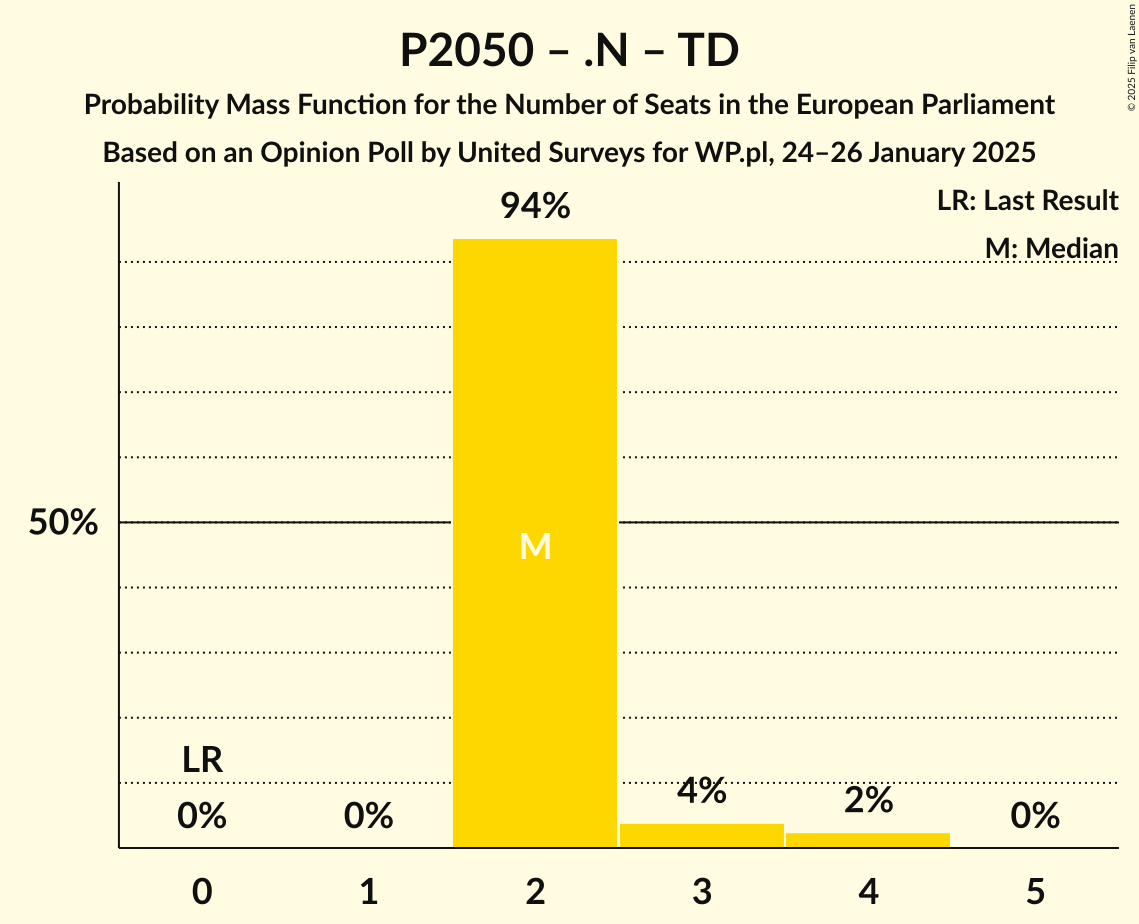 P2050 – .N – TD
Probability Mass Function for the Number of Seats in the European Parliament
Based on an Opinion Poll by United Surveys for WP.pl, 24–26 January 2025
© 2025 Filip van Laenen
LR: Last Result
M: Median
94%
50%
M
LR
0%
0%
4%
2%
0%
0
1
2
3
4
5